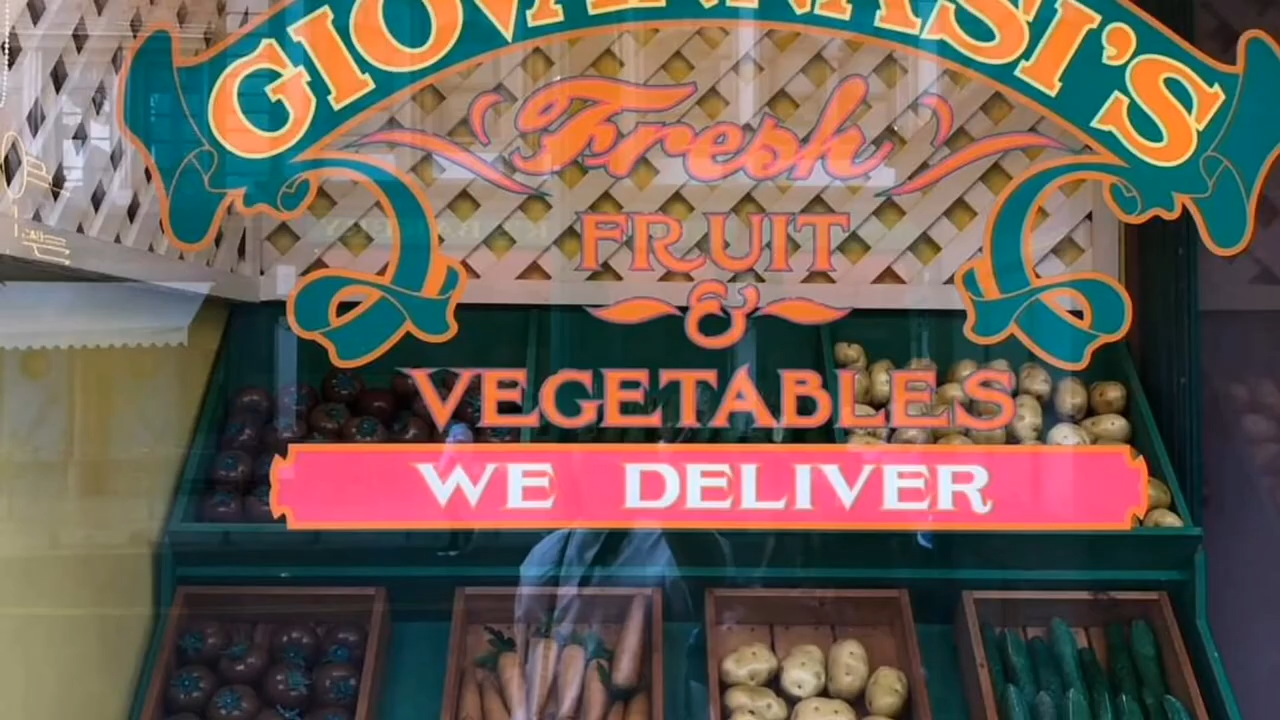 GIOVANNASI'S
Fresh
FRUIT
&
VEGETABLES
WE DELIVER